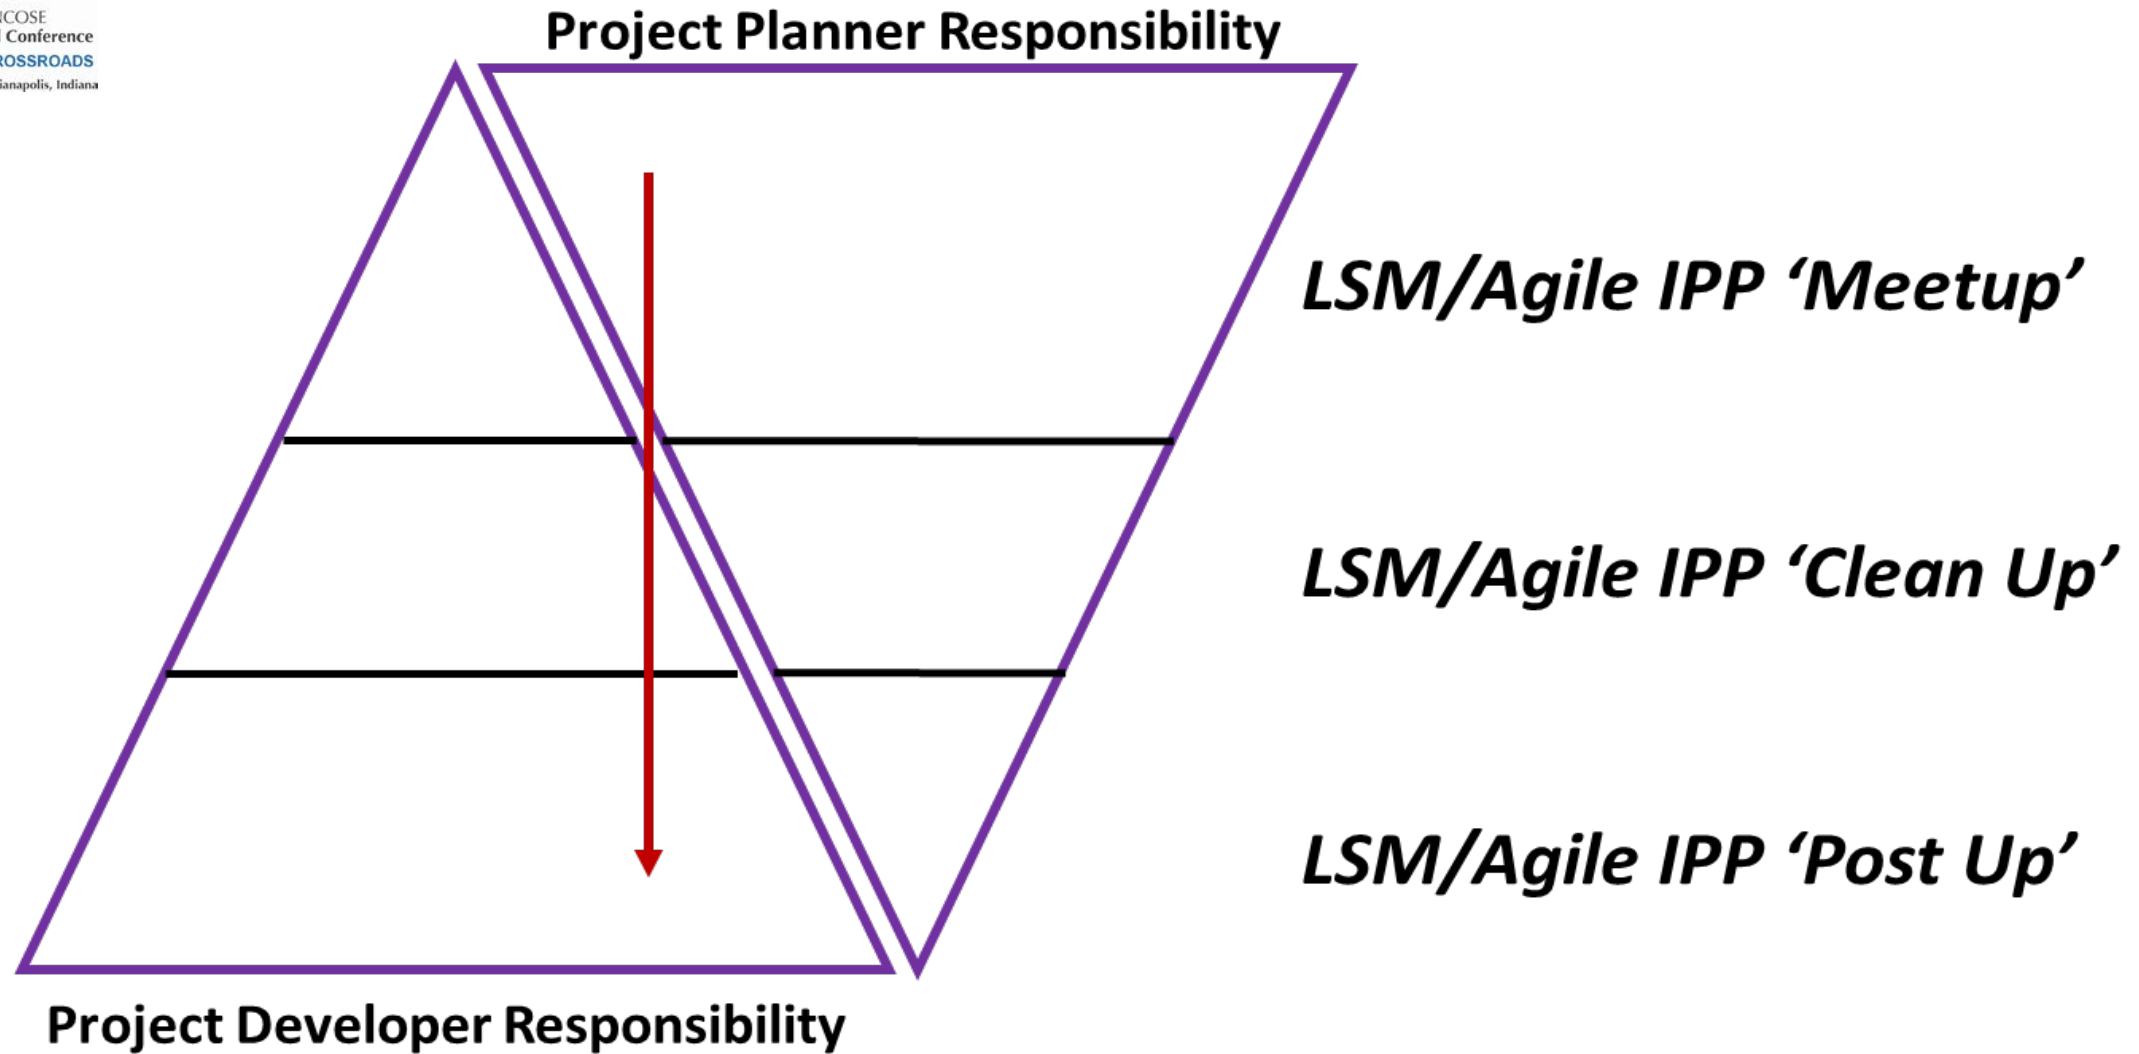 Conference
Project Planner Responsibility
LSM/Agile IPP ‘Meetup’
LSM/Agile IPP ‘Clean Up’
LSM/Agile IPP ‘Post Up’
Project Developer Responsibility